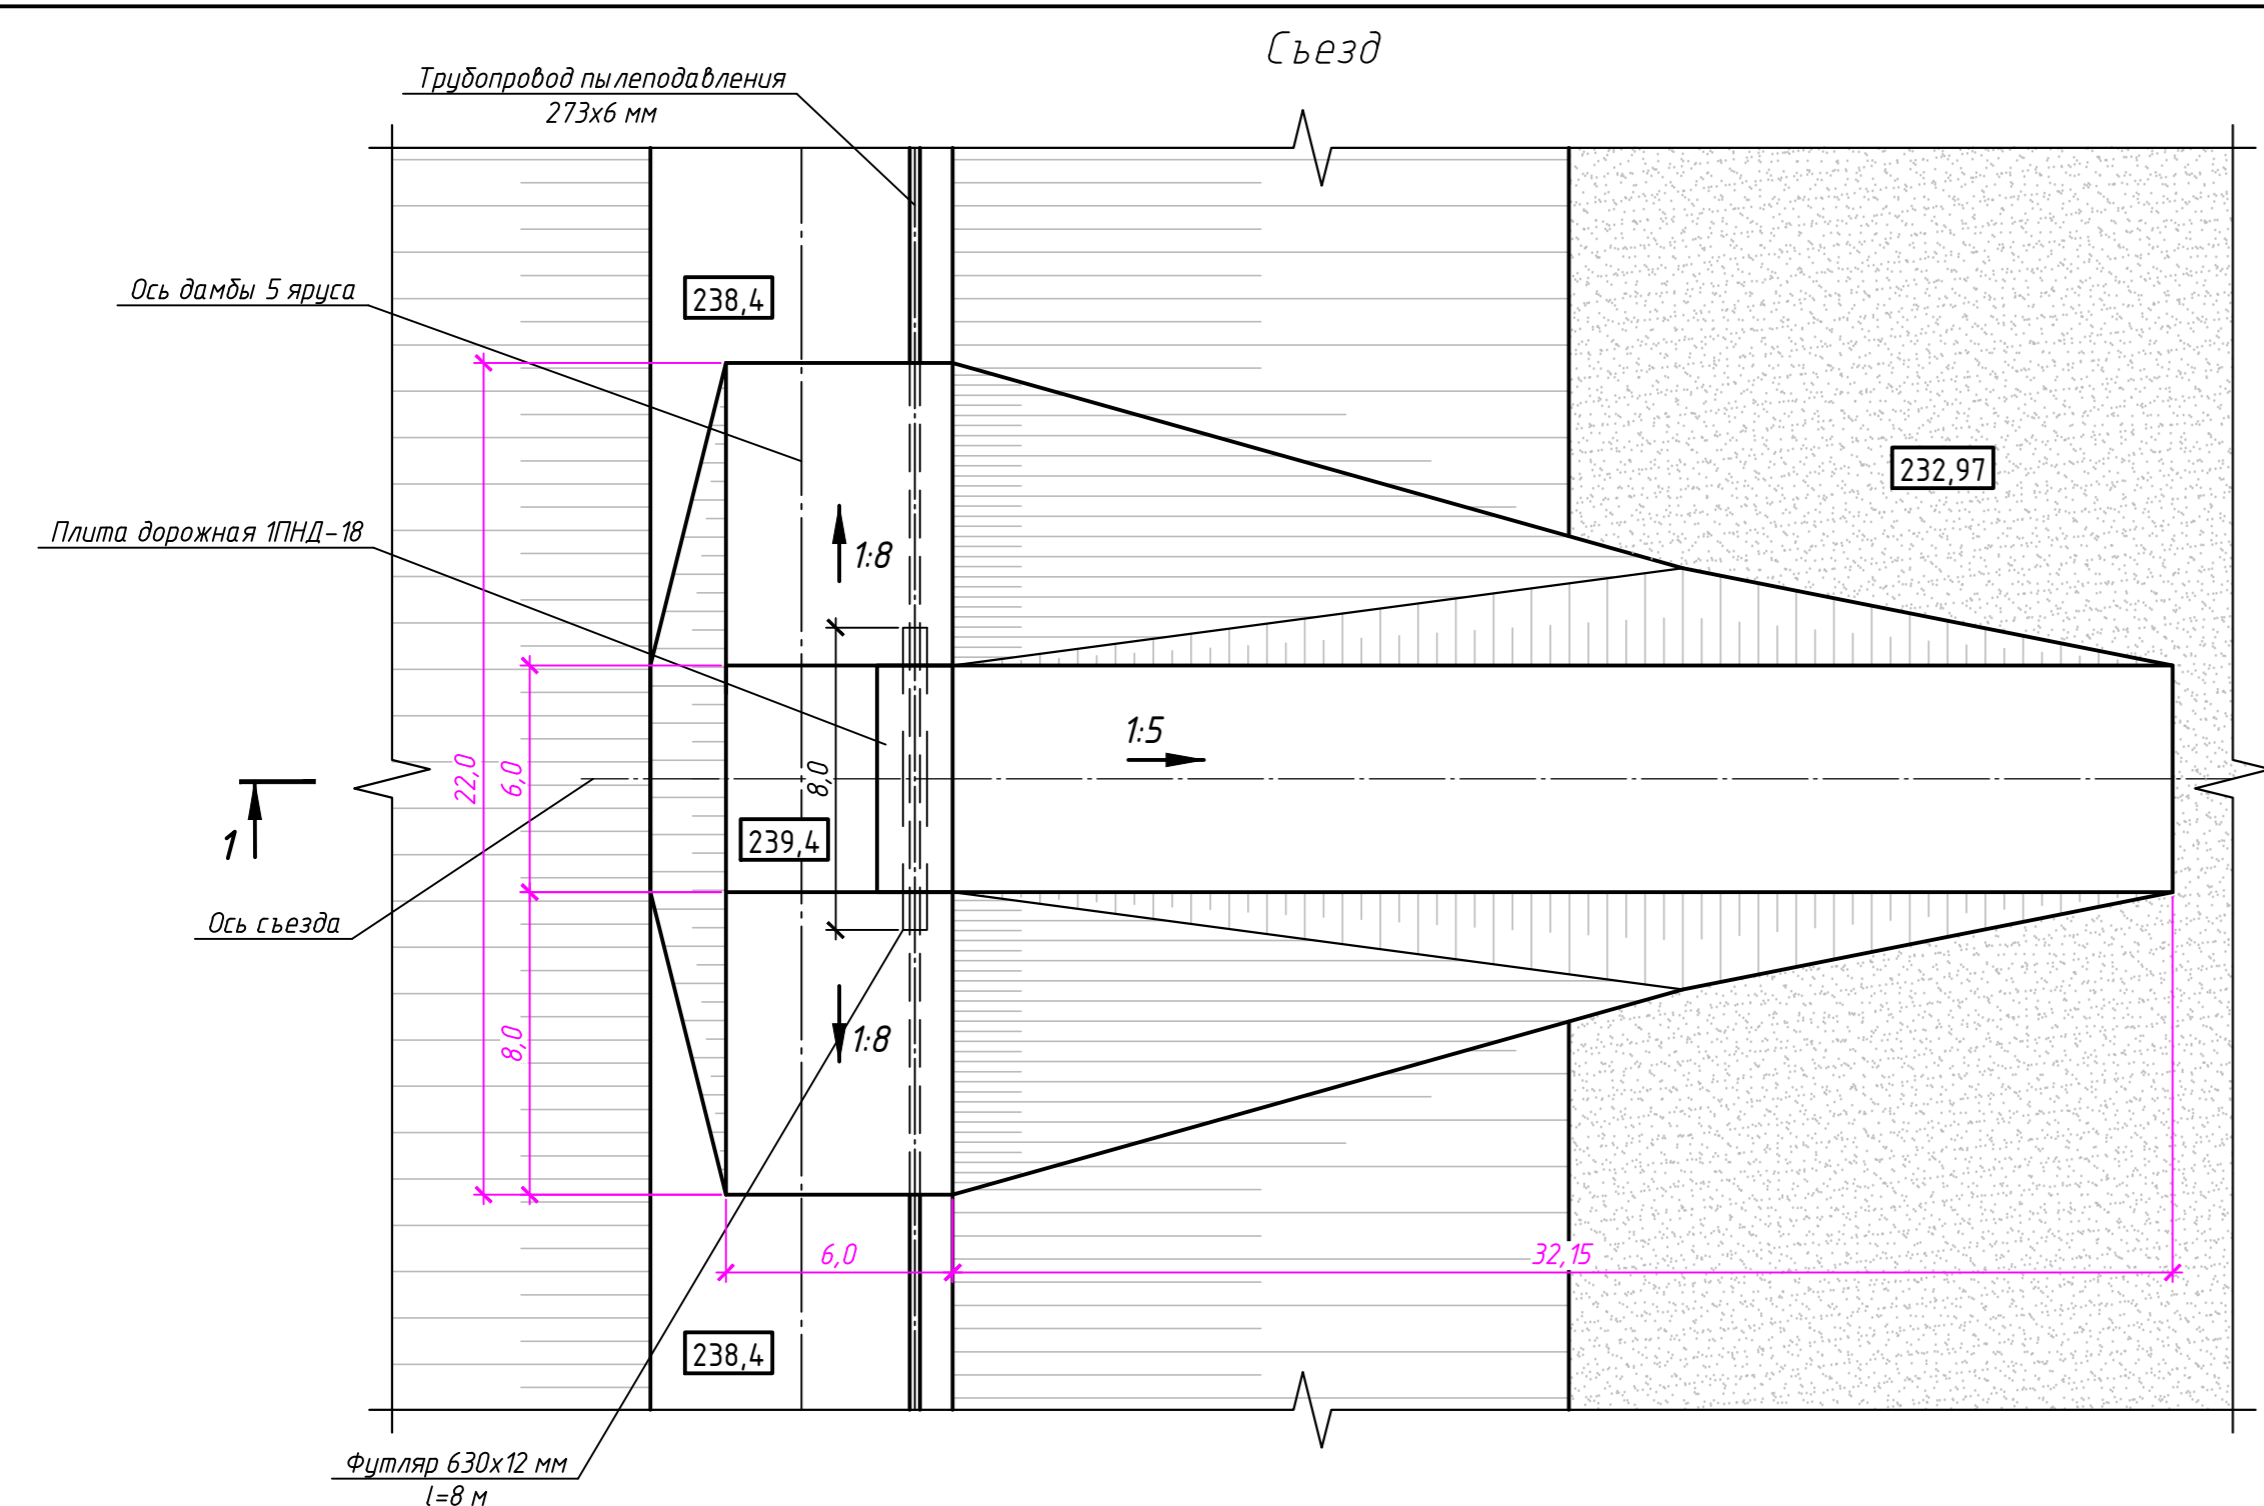 Съезд
Трубопровод пылеподавления
273х6 мм
Ось дамбы 5 яруса
238,4
232,97
Плита дорожная 1ПНД-18
1:8
1:5
22,0
6,0
8,0
239,4
1
Ось съезда
8,0
1:8
6,0
32,15
238,4
Футляр 630х12 мм
l=8 м